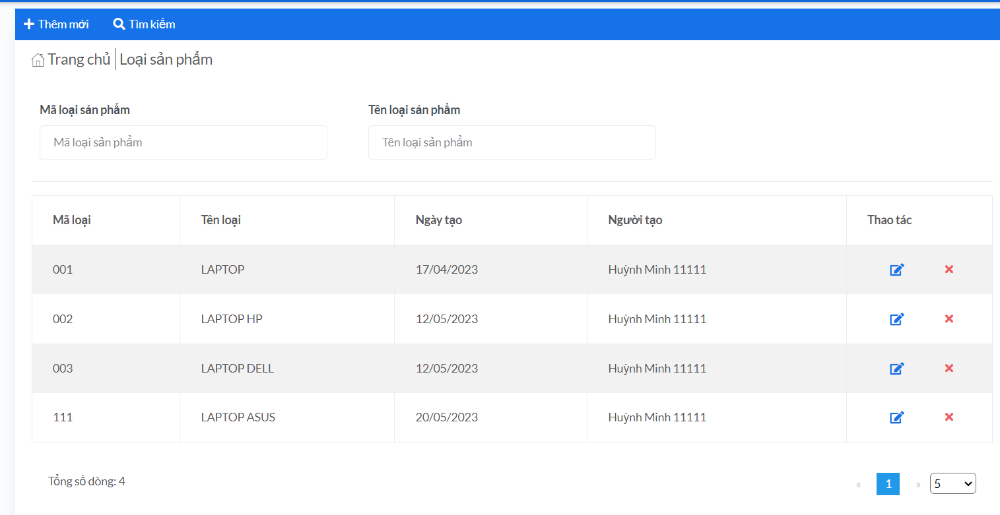 Thêm mới Tìm kiếm
Trang chủ Loại sản phẩm
Mã loại sản phẩm Tên loại sản phẩm
Mã loại sản phẩm Tên loại sản phẩm
Mã loại Tên loại Ngày tạo Người tạo Thao tác
001 LAPTOP 17/04/2023 Huỳnh Minh 11111
002 LAPTOP HP 12/05/2023 Huỳnh Minh 11111
003 LAPTOP DELL 12/05/2023 Huỳnh Minh 11111
111 LAPTOP ASUS 20/05/2023 Huỳnh Minh 11111
Tổng số dòng: 4 « 1 » 5